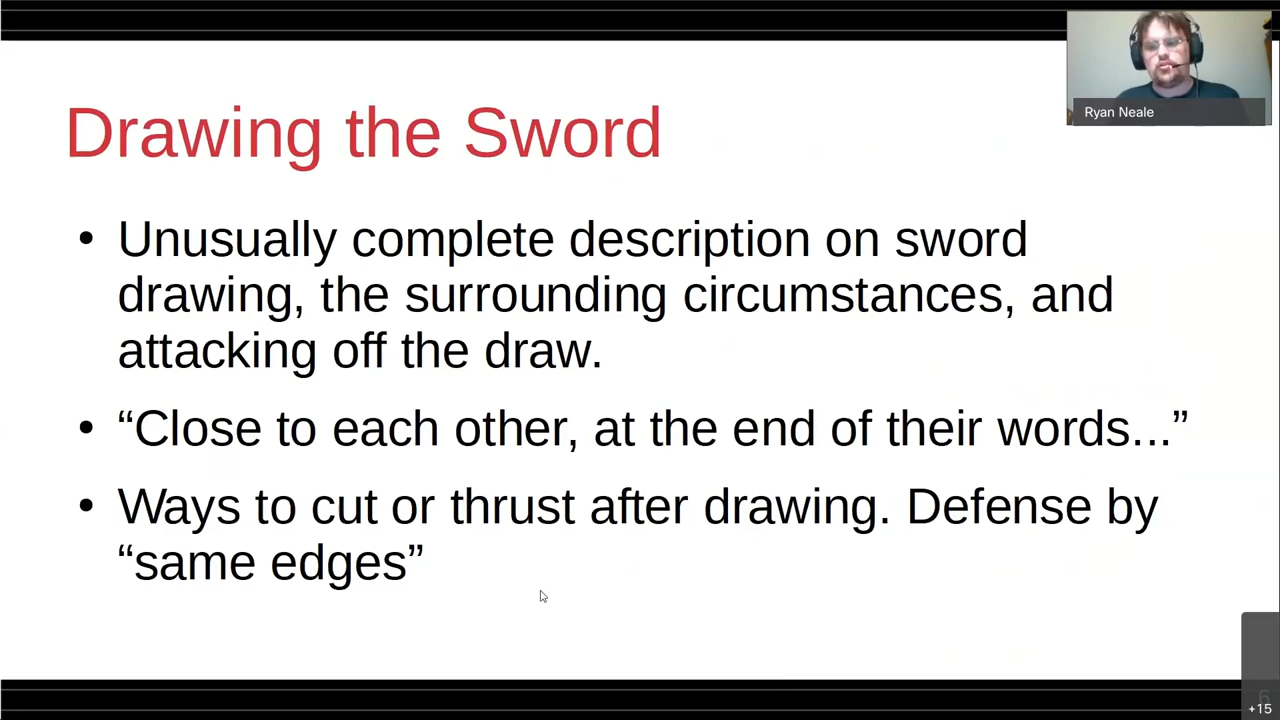 Ryan Neale
Drawing the Sword
• Unusually complete description on sword
drawing, the surrounding circumstances, and
attacking off the draw.
• “Close to each other, at the end of their words...”
• Ways to cut or thrust after drawing. Defense by
“same edges”
6
+15